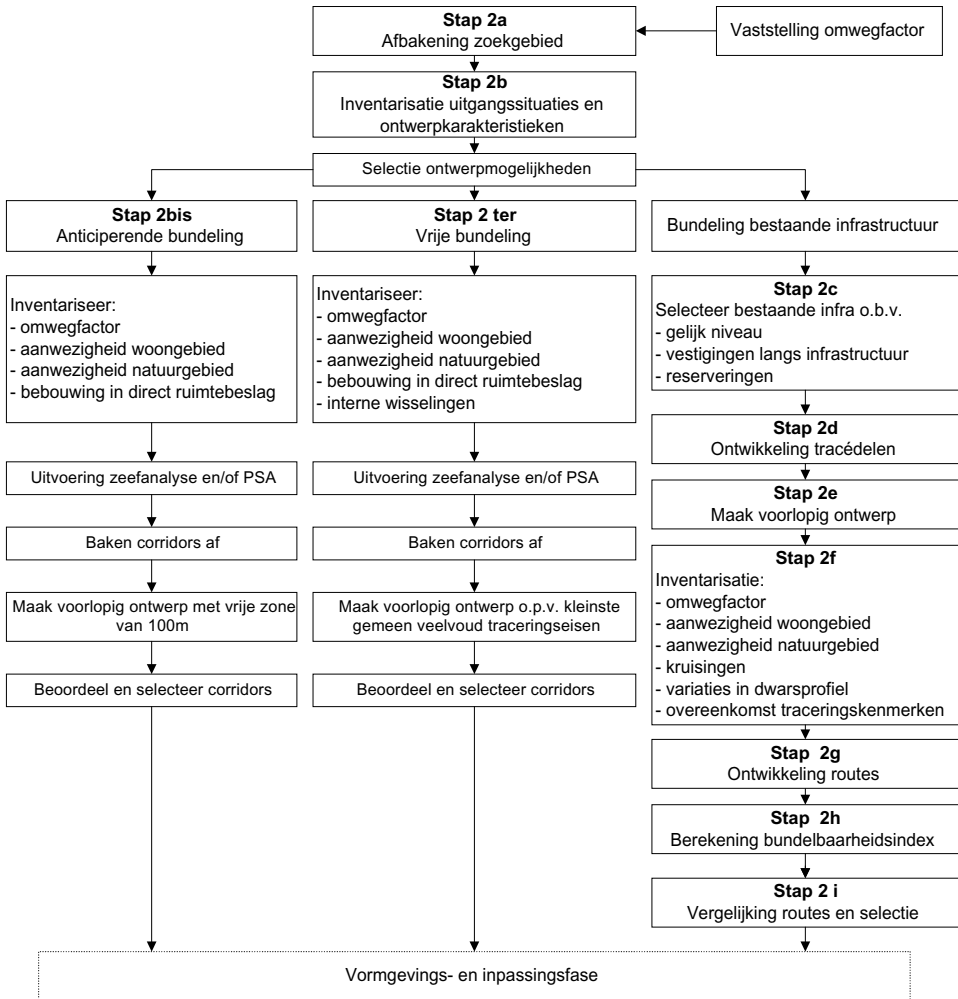 Stap 2a
Afbakening zoekgebied
Vaststelling omwegfactor
Stap 2b
Inventarisatie uitgangssituaties en
ontwerpkarakteristieken
Selectie ontwerpmogelijkheden
Stap 2bis
Anticiperende bundeling
Inventariseer:
- omwegfactor
- aanwezigheid woongebied
- aanwezigheid natuurgebied
- bebouwing in direct ruimtebeslag
Uitvoering zeefanalyse en/of PSA
Baken corridors af
Maak voorlopig ontwerp met vrije zone
van 100m
Beoordeel en selecteer corridors
Stap 2 ter
Vrije bundeling
Inventariseer:
- omwegfactor
- aanwezigheid woongebied
- aanwezigheid natuurgebied
- bebouwing in direct ruimtebeslag
- interne wisselingen
Uitvoering zeefanalyse en/of PSA
Baken corridors af
Maak voorlopig ontwerp o.p.v. kleinste
gemeen veelvoud traceringseisen
Beoordeel en selecteer corridors
Bundeling bestaande infrastructuur
Stap 2c
Selecteer bestaande infra o.b.v.
- gelijk niveau
- vestigingen langs infrastructuur
- reserveringen
Stap 2d
Ontwikkeling tracédelen
Stap 2e
Maak voorlopig ontwerp
Stap 2f
Inventarisatie:
- omwegfactor
- aanwezigheid woongebied
- aanwezigheid natuurgebied
- kruisingen
- variaties in dwarsprofiel
- overeenkomst traceringskenmerken
Stap 2g
Ontwikkeling routes
Stap 2h
Berekening bundelbaarheidsindex
Stap 2 i
Vergelijking routes en selectie
Vormgevings- en inpassingsfase